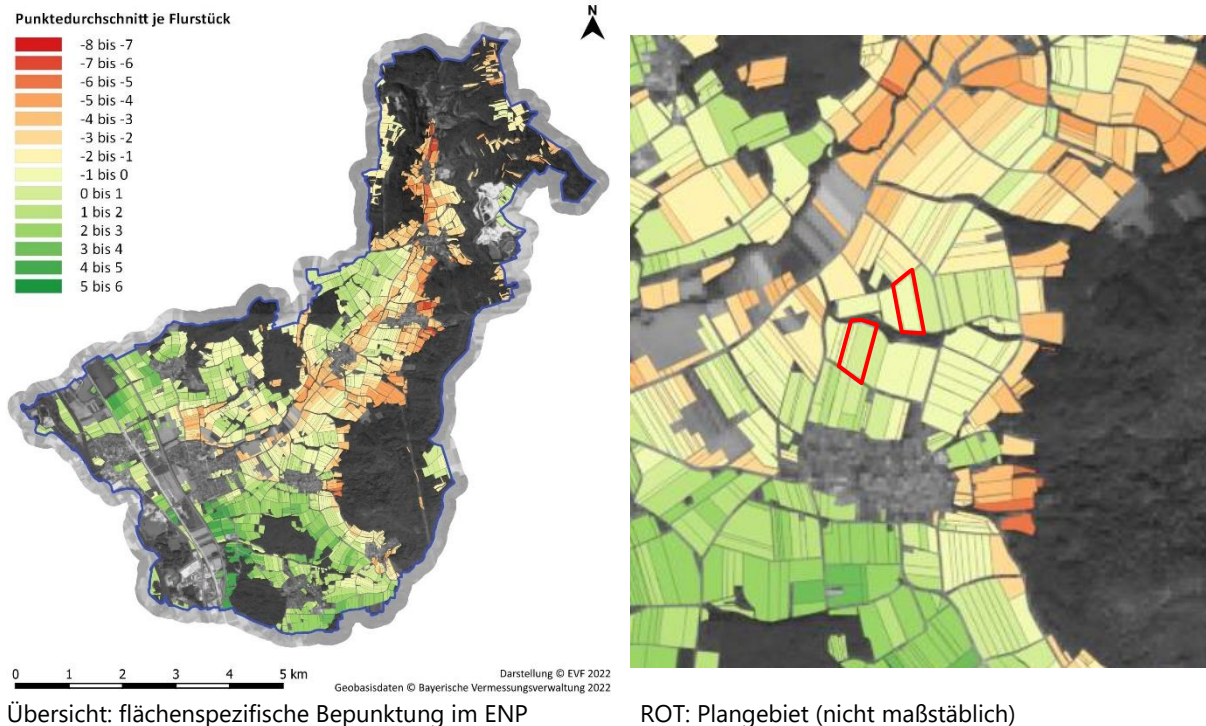 Punktedurchschnitt je Flurstück
-8 bis -7
-7 bis -6
-6 bis -5
-5 bis -4
-4 bis -3
-3 bis -2
-2 bis -1
-1 bis 0
0 bis 1
1 bis 2
2 bis 3
3 bis 4
4 bis 5
5 bis 6
N
0 1 2 3 4 5 km
Darstellung © EVF 2022
Geobasisdaten © Bayerische Vermessungsverwaltung 2022
Übersicht: flächenspezifische Bepunktung im ENP
ROT: Plangebiet (nicht maßstäblich)